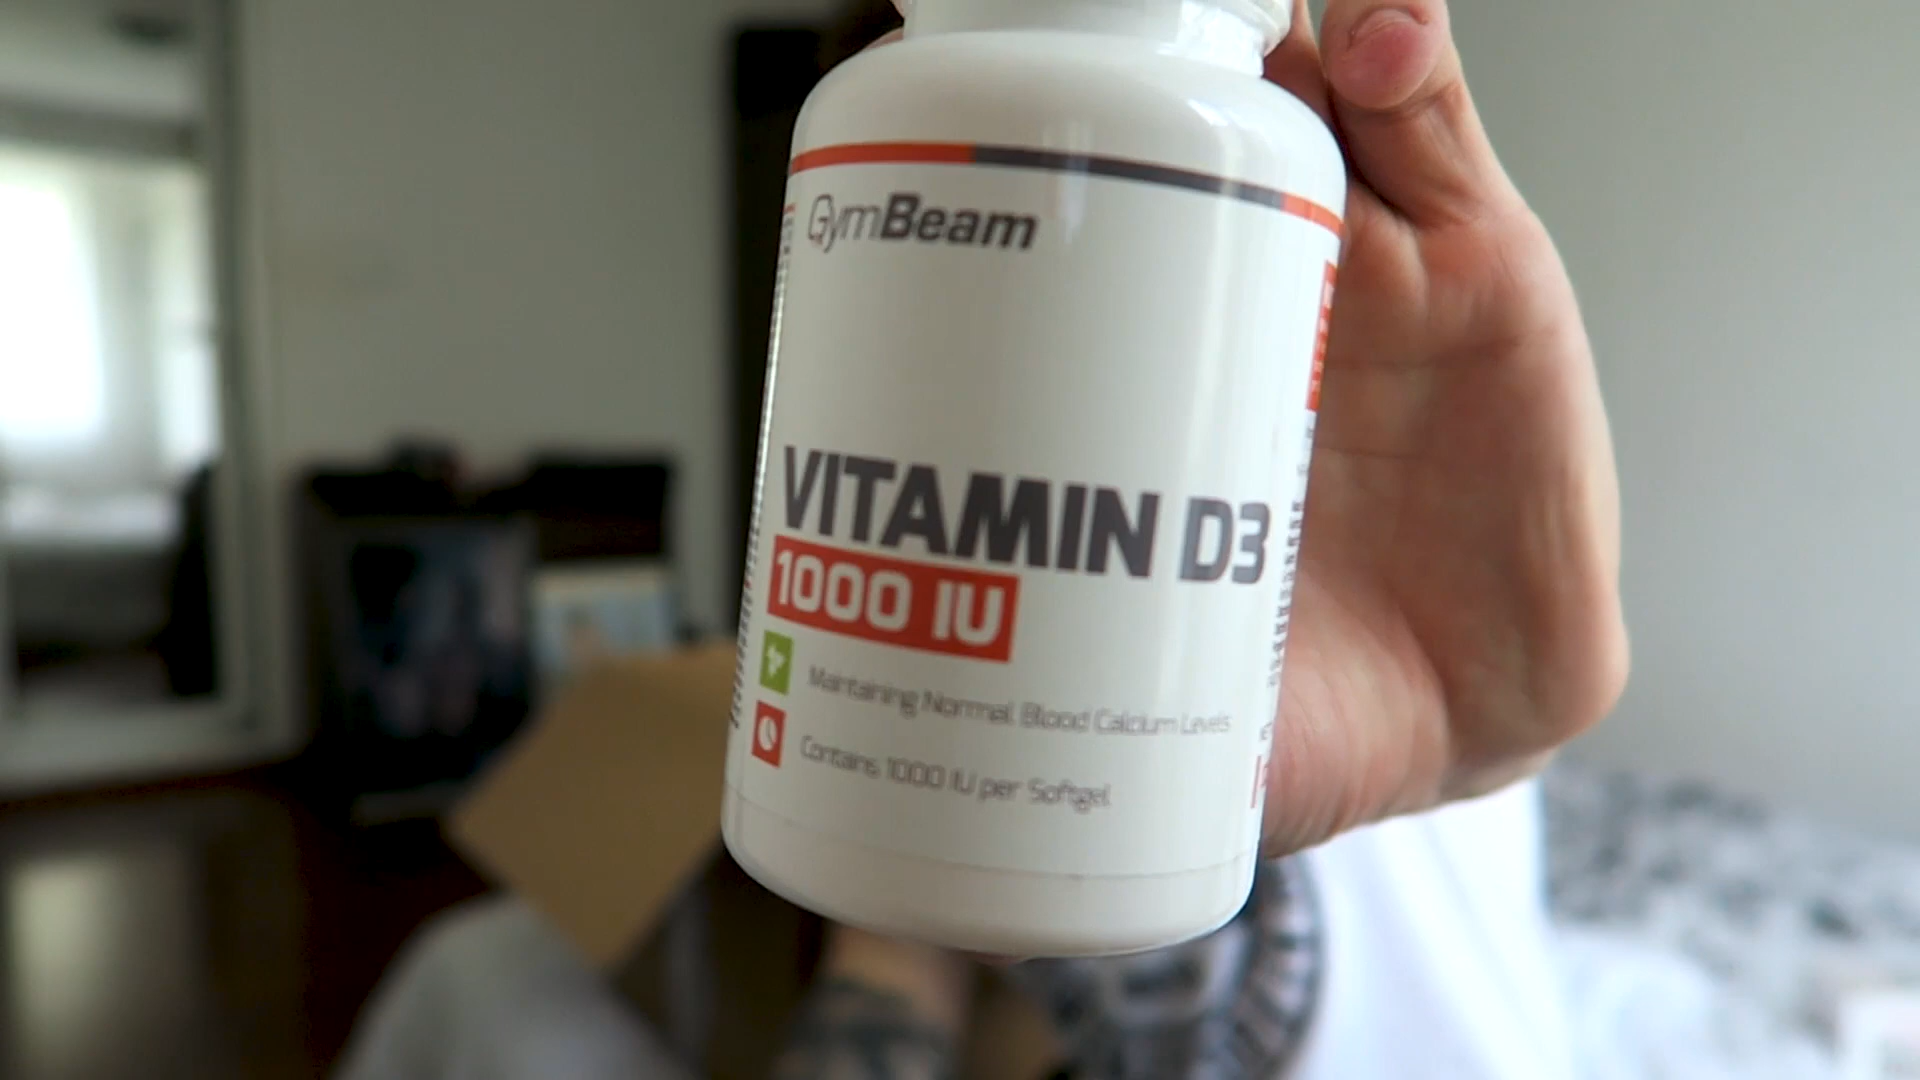 GymBeam
VITAMIN D3
1000 IU
Maintaining Normal Blood Calcium Levels
Contains 1000 IU per Softgel